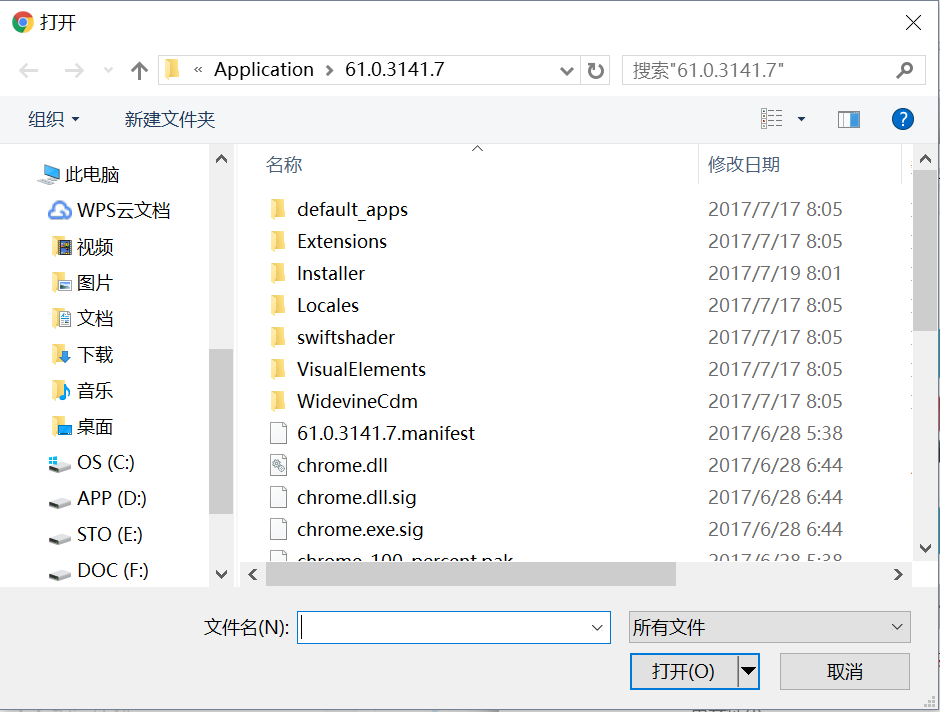 打开
« Application › 61.0.3141.7
搜索"61.0.3141.7"
组织
新建文件夹
?
名称 修改日期
此电脑
WPS云文档
视频
图片
文档
下载
音乐
桌面
OS (C:)
APP (D:)
STO (E:)
DOC (F:)
default_apps 2017/7/17 8:05
Extensions 2017/7/17 8:05
Installer 2017/7/19 8:01
Locales 2017/7/17 8:05
swiftshader 2017/7/17 8:05
VisualElements 2017/7/17 8:05
WidevineCdm 2017/7/17 8:05
61.0.3141.7.manifest 2017/6/28 5:38
chrome.dll 2017/6/28 6:44
chrome.dll.sig 2017/6/28 6:44
chrome.exe.sig 2017/6/28 6:44
chrome_100_percent.pak 2017/6/28 5:38
文件名(N):
所有文件
打开(O)
取消